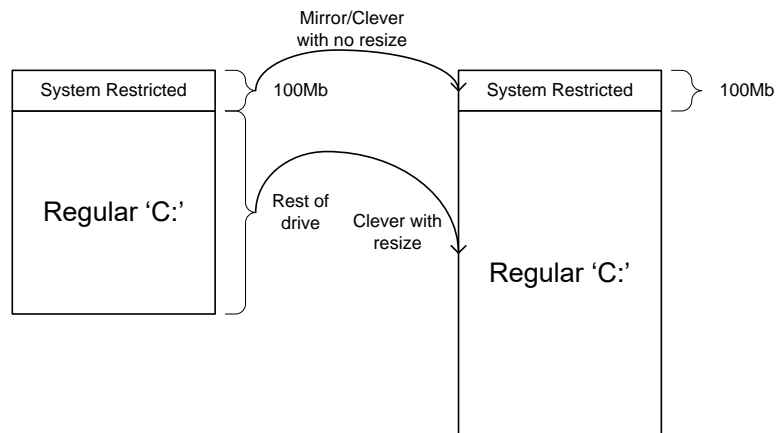 Mirror/Clever
with no resize
System Restricted
100Mb
System Restricted
100Mb
Regular ‘C:’
Rest of
drive
Clever with
resize
Regular ‘C:’